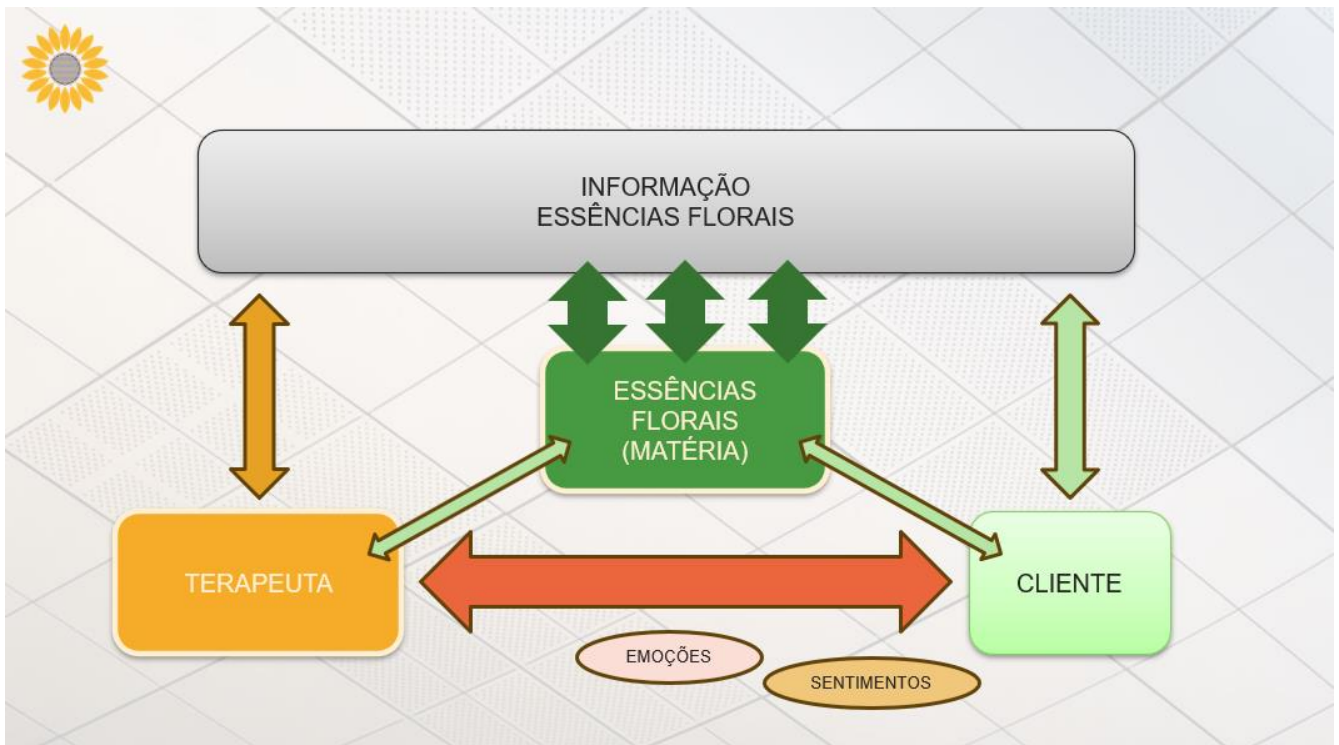 INFORMAÇÃO
ESSÊNCIAS FLORAIS
ESSÊNCIAS
FLORAIS
(MATÉRIA)
TERAPEUTA
CLIENTE
EMOÇÕES
SENTIMENTOS